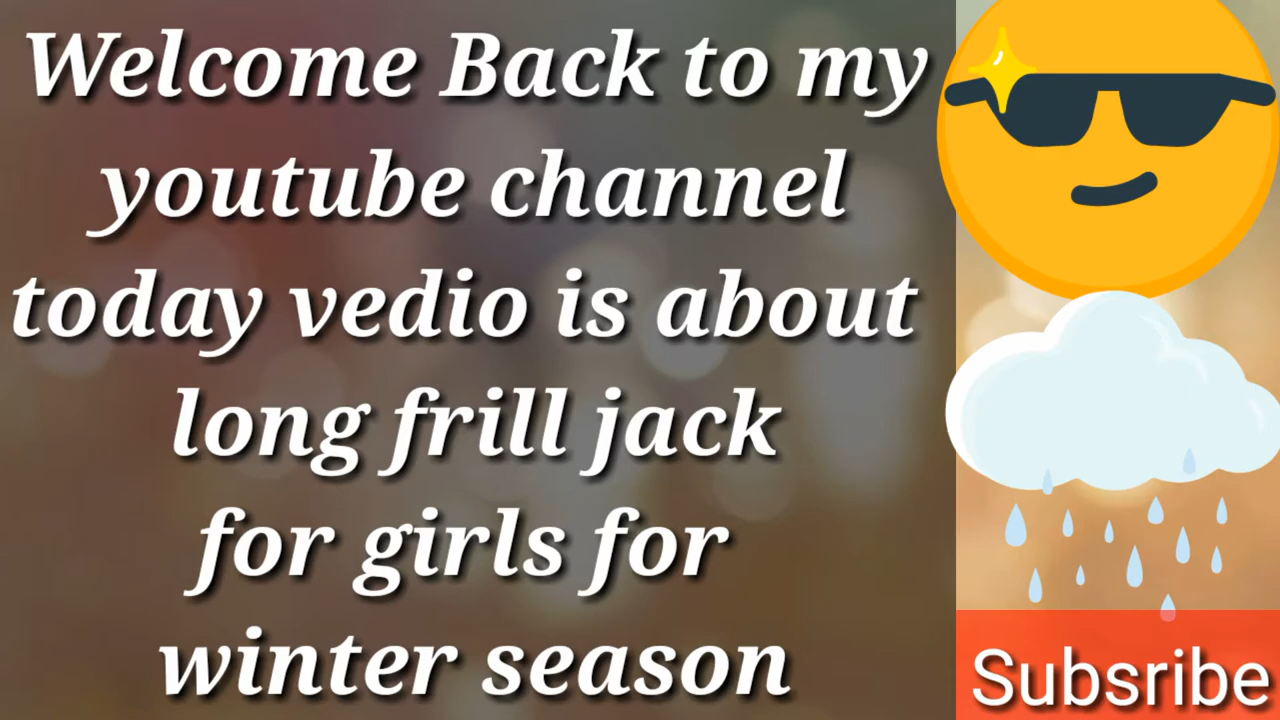 Welcome Back to my
youtube channel
today vedio is about
long frill jack
for girls for
winter season
Subsribe